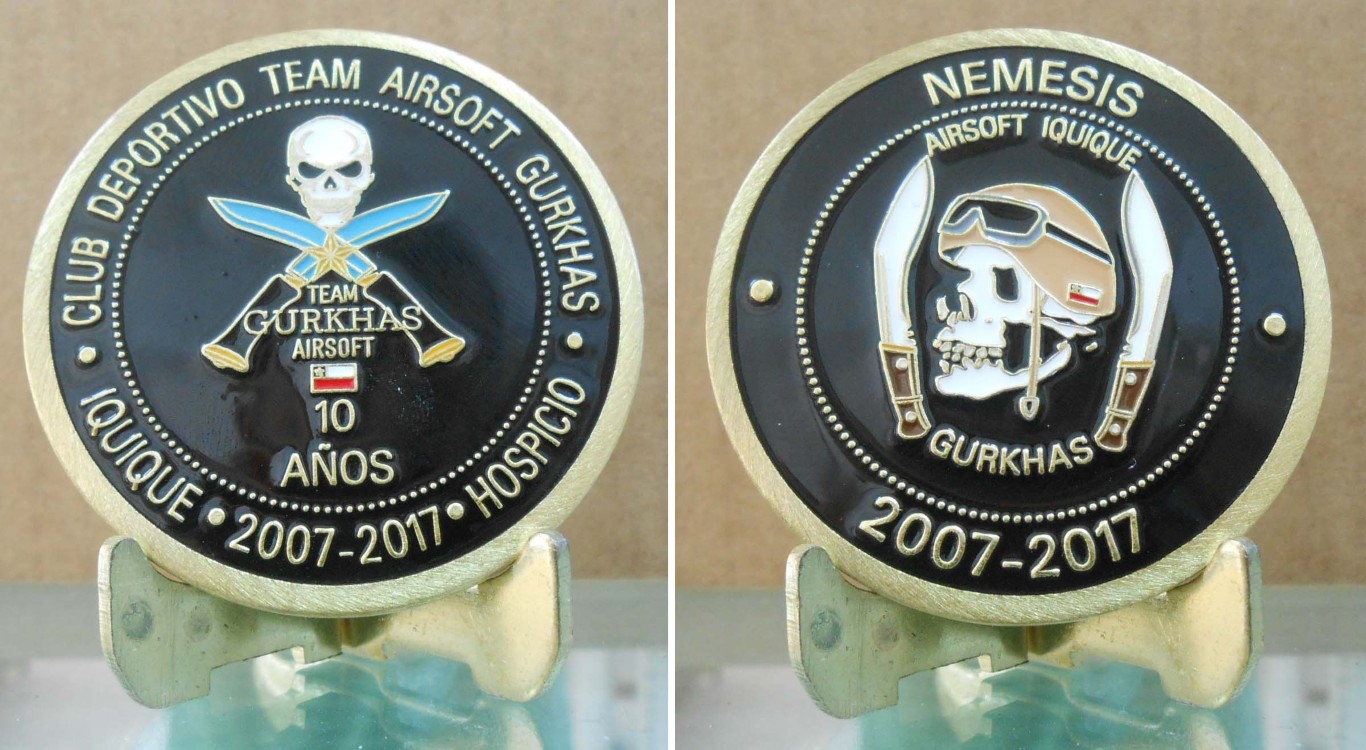 CLUB DEPORTIVO TEAM AIRSOFT GURKHAS
TEAM
GURKHAS
AIRSOFT
10
AÑOS
IQUIQUE • 2007-2017 • HOSPICIO
NEMESIS
AIRSOFT IQUIQUE
GURKHAS
2007-2017